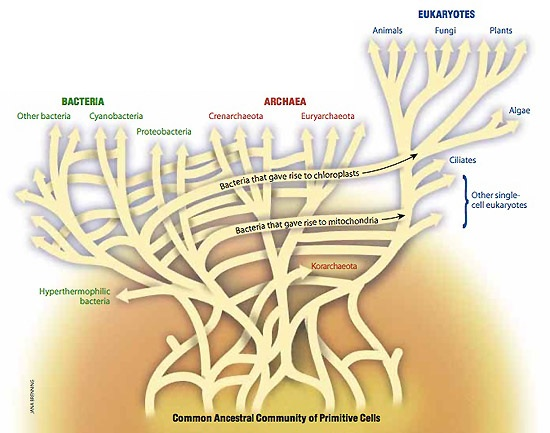 EUKARYOTES
Animals
Fungi
Plants
BACTERIA
ARCHAEA
Other bacteria
Cyanobacteria
Crenarchaeota
Euryarchaeota
Algae
Proteobacteria
Ciliates
Bacteria that gave rise to chloroplasts
Other single-
cell eukaryotes
Bacteria that gave rise to mitochondria
Korarchaeota
Hyperthermophilic
bacteria
Common Ancestral Community of Primitive Cells
JANA BRENNING